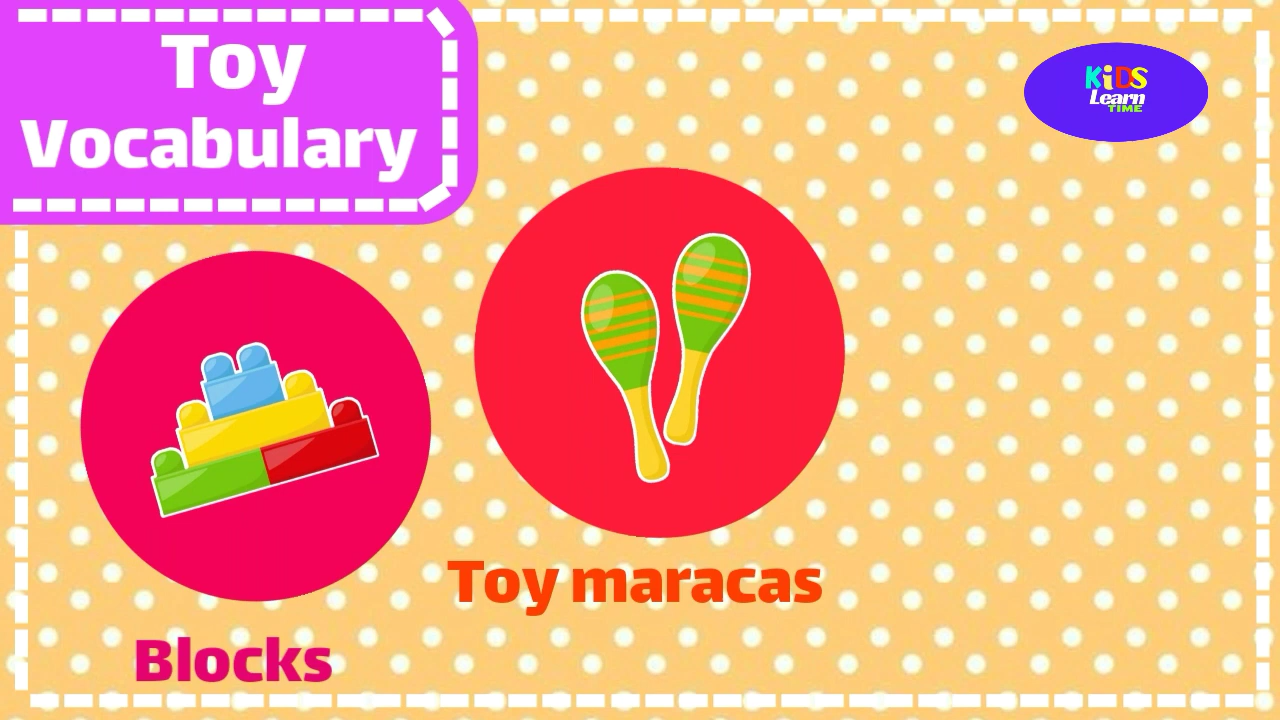 Toy
Vocabulary
KiDS
Learn
TIME
Toy maracas
Blocks